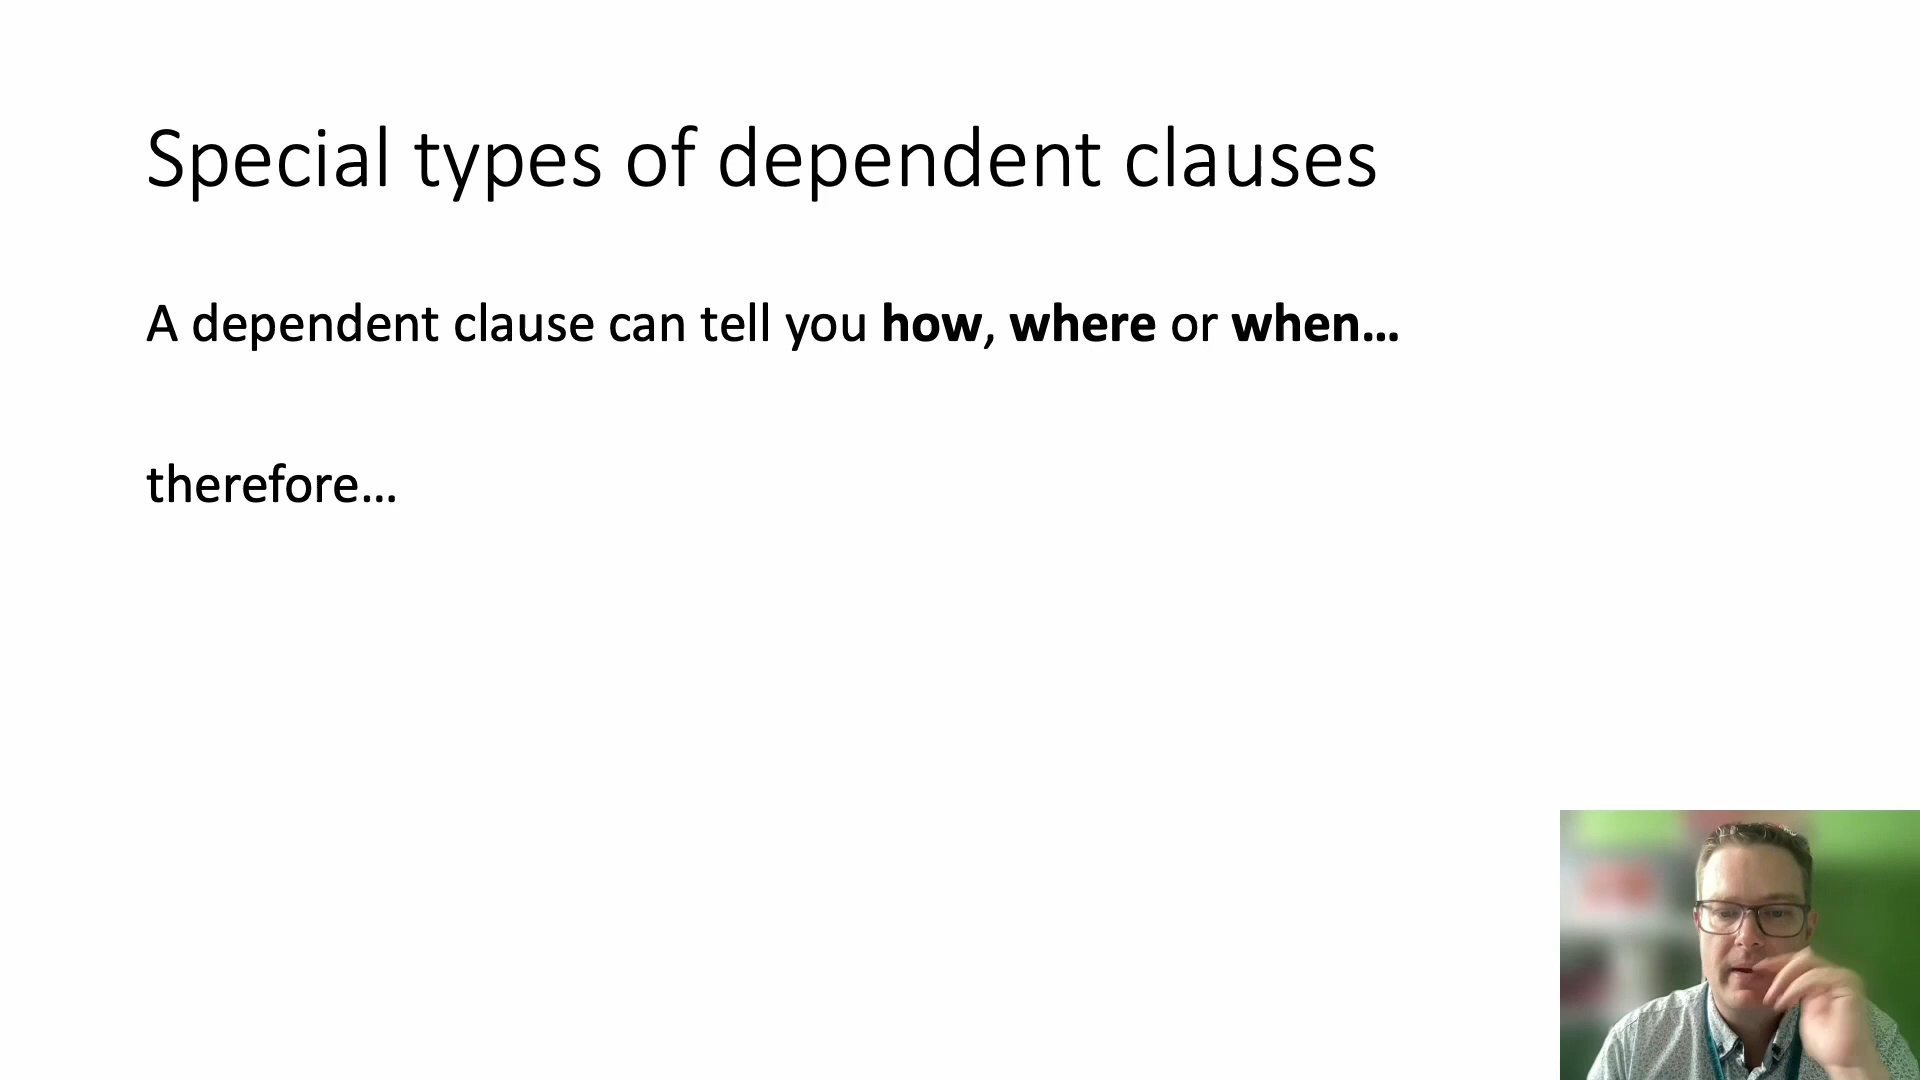 Special types of dependent clauses
A dependent clause can tell you how, where or when…
therefore…